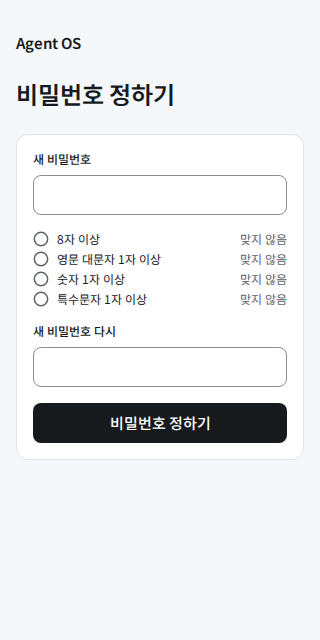 Agent OS
비밀번호 정하기
새 비밀번호
8자 이상 맞지 않음
영문 대문자 1자 이상 맞지 않음
숫자 1자 이상 맞지 않음
특수문자 1자 이상 맞지 않음
새 비밀번호 다시
비밀번호 정하기